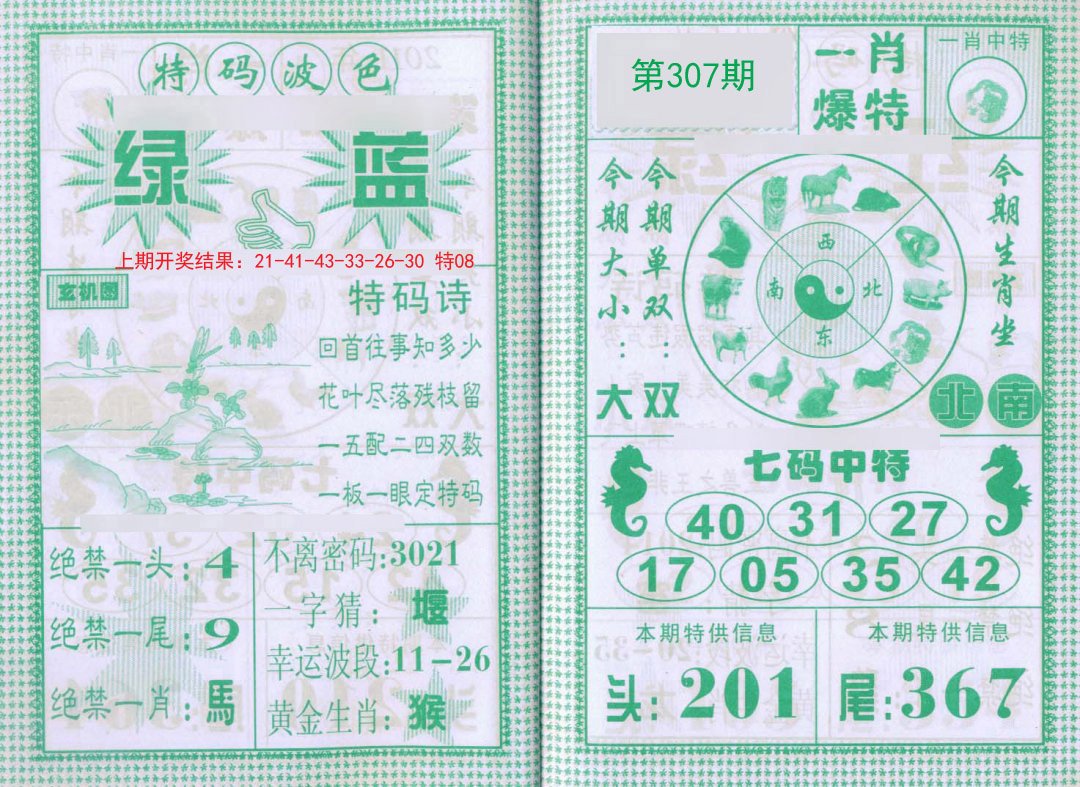 特码波色
绿 蓝
上期开奖结果：21-41-43-33-26-30 特08
玄机图
特码诗
回首往事知多少
花叶尽落残枝留
一五配二四双数
一板一眼定特码
绝禁一头：4
绝禁一尾：9
绝禁一肖：馬
不离密码：3021
一字猜：堰
幸运波段：11-26
黄金生肖：猴
第307期
一肖
爆特
一肖中特
今期大小：大
今期单双：双
西
南 北
东
今期生肖坐
北 南
七码中特
40 31 27
17 05 35 42
本期特供信息
头：201
本期特供信息
尾：367